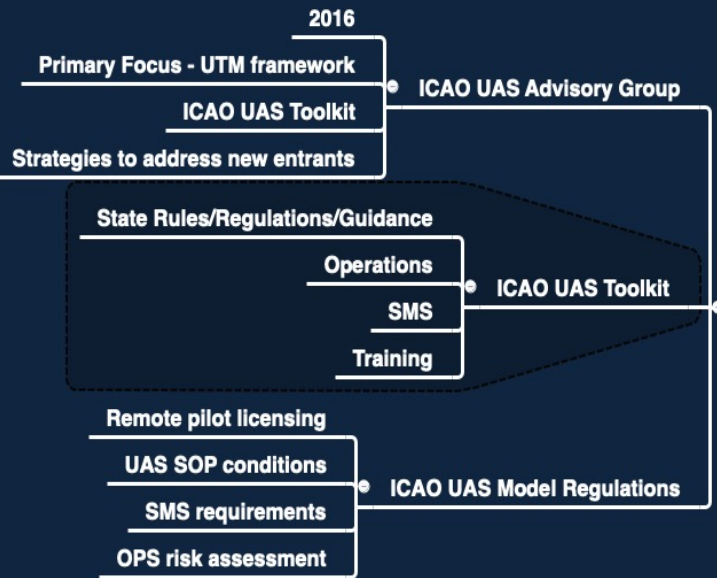 2016
Primary Focus - UTM framework
ICAO UAS Toolkit
Strategies to address new entrants
ICAO UAS Advisory Group
State Rules/Regulations/Guidance
Operations
SMS
Training
ICAO UAS Toolkit
Remote pilot licensing
UAS SOP conditions
SMS requirements
OPS risk assessment
ICAO UAS Model Regulations